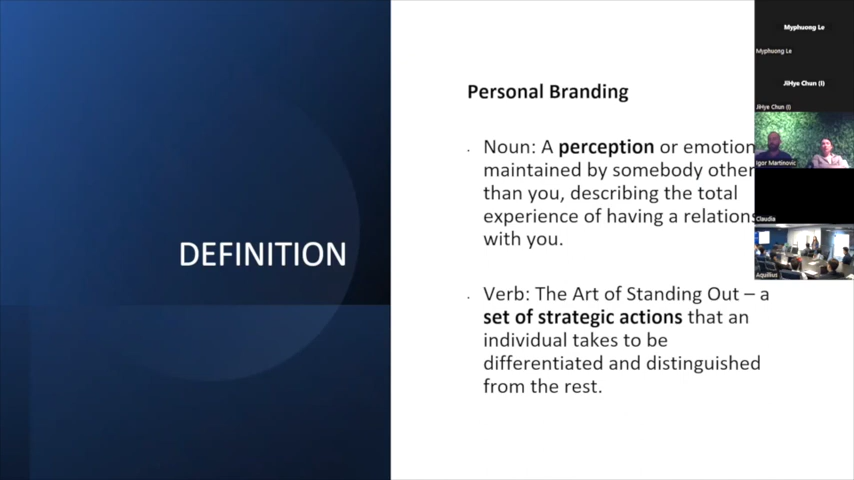 DEFINITION
Personal Branding
Noun: A perception or emotion
maintained by somebody other
than you, describing the total
experience of having a relations
with you.
Verb: The Art of Standing Out – a
set of strategic actions that an
individual takes to be
differentiated and distinguished
from the rest.
Myphuong Le
Myphuong Le
JiHye Chun (I)
JiHye Chun (I)
Igor Martinovic
Claudia
Aquillius